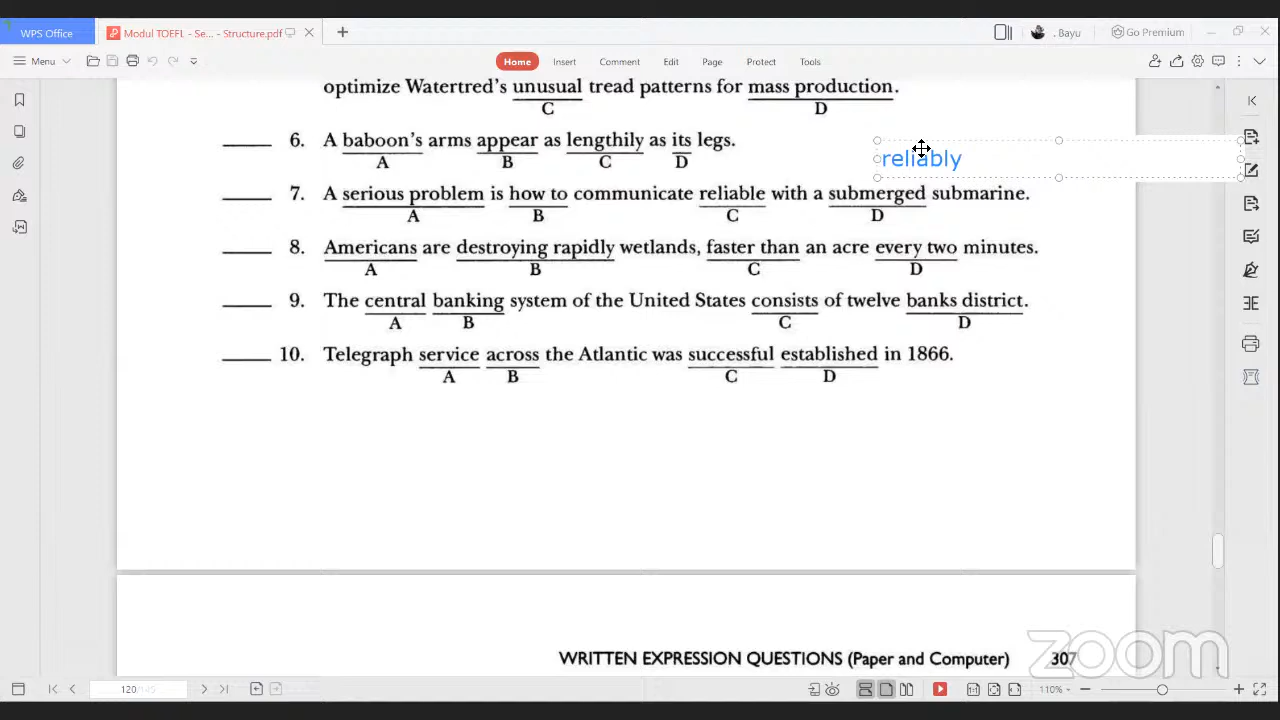 WPS Office
Modul TOEFL - Se... - Structure.pdf
. Bayu
Go Premium
Menu
Home
Insert
Comment
Edit
Page
Protect
Tools
optimize Watertred's unusual tread patterns for mass production.
C D
6. A baboon's arms appear as lengthily as its legs.
A B C D
reliably
7. A serious problem is how to communicate reliable with a submerged submarine.
A B C D
8. Americans are destroying rapidly wetlands, faster than an acre every two minutes.
A B C D
9. The central banking system of the United States consists of twelve banks district.
A B C D
10. Telegraph service across the Atlantic was successful established in 1866.
A B C D
WRITTEN EXPRESSION QUESTIONS (Paper and Computer) 307
zoom
120
110%